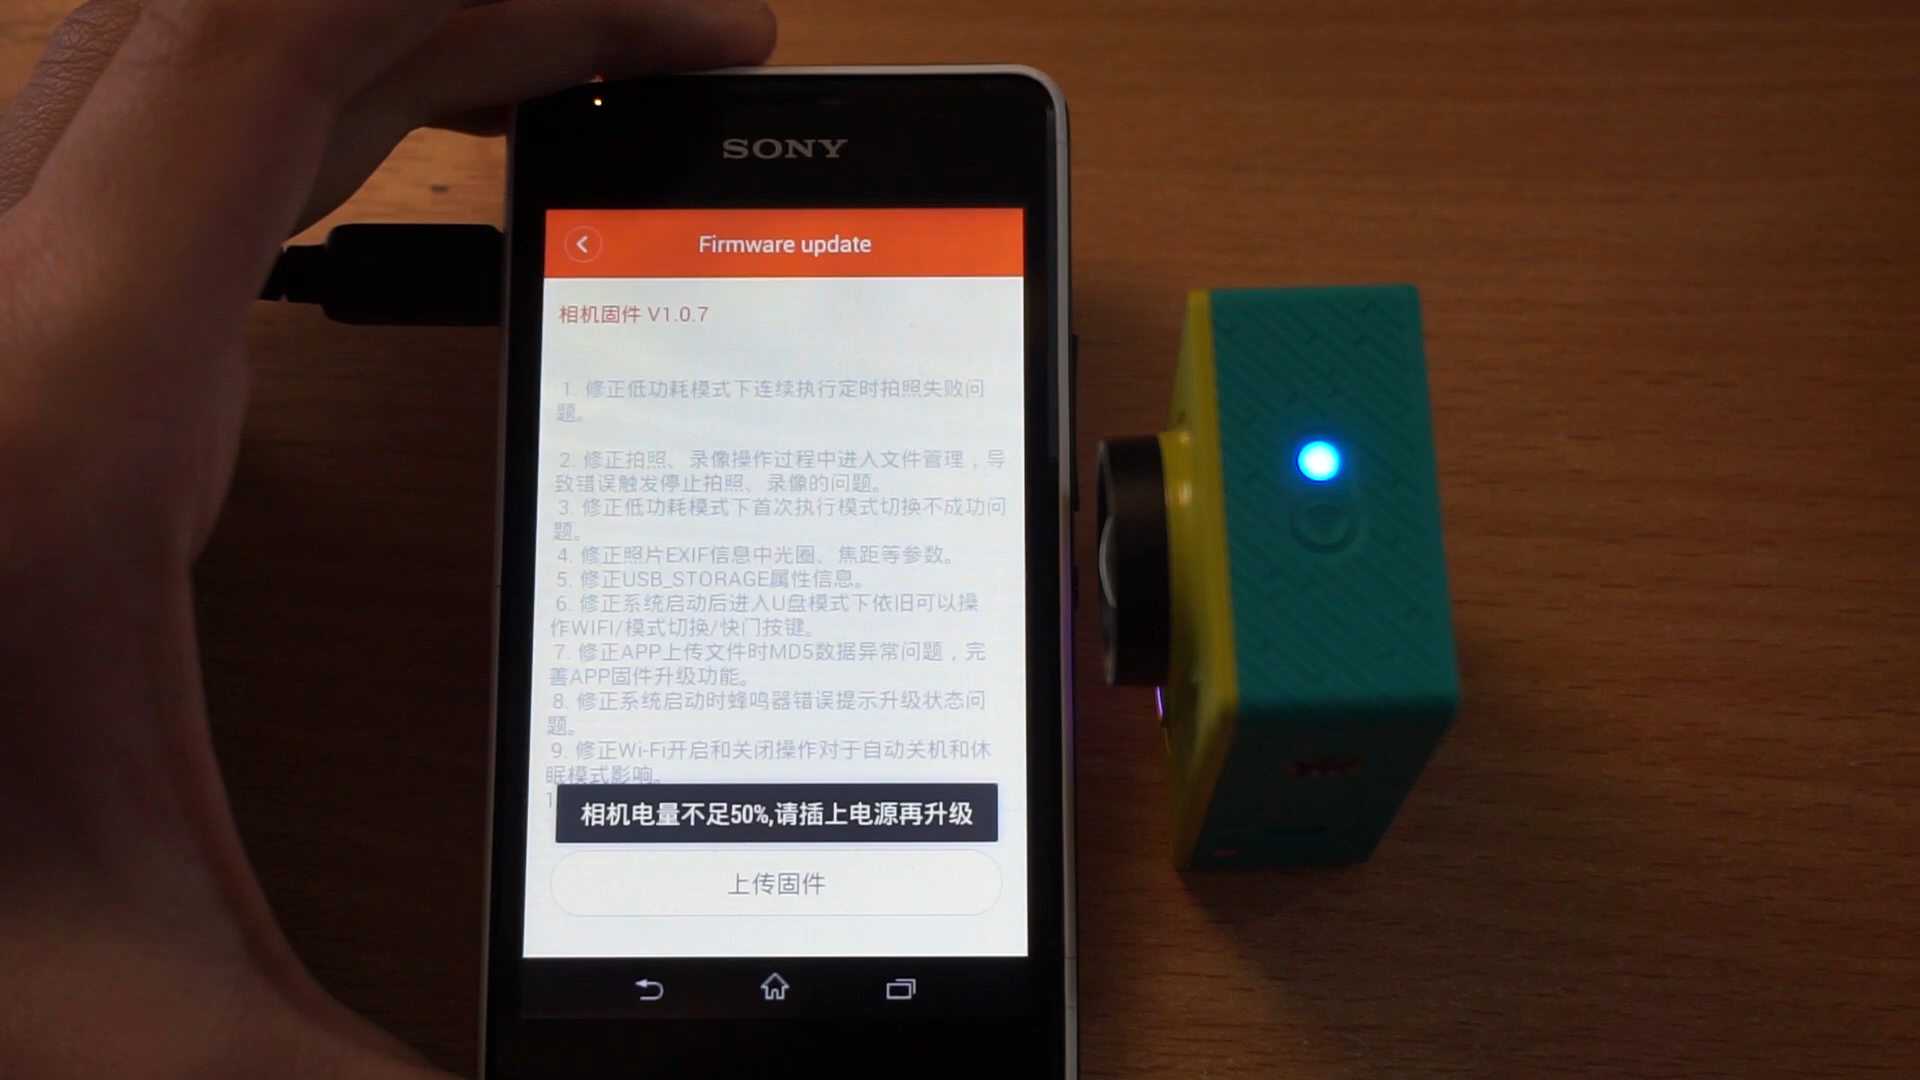 SONY
Firmware update
相机固件 V1.0.7
1. 修正低功耗模式下连续执行定时拍照失败问
题。
2. 修正拍照、录像操作过程中进入文件管理，导
致错误触发停止拍照、录像的问题。
3. 修正低功耗模式下首次执行模式切换不成功问
题。
4. 修正照片EXIF信息中光圈、焦距等参数。
5. 修正USB_STORAGE属性信息。
6. 修正系统启动后进入U盘模式下依旧可以操
作WIFI/模式切换/快门按键。
7. 修正APP上传文件时MD5数据异常问题，完
善APP固件升级功能。
8. 修正系统启动时蜂鸣器错误提示升级状态问
题。
9. 修正Wi-Fi开启和关闭操作对于自动关机和休
眠模式影响。
1
相机电量不足50%,请插上电源再升级
上传固件